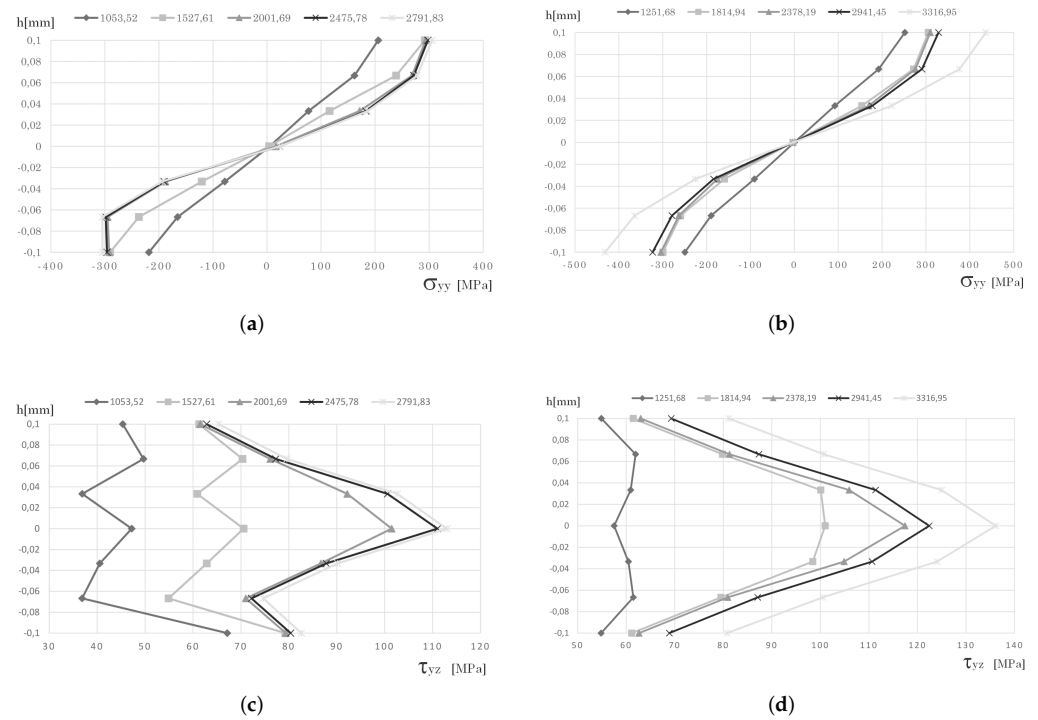 h[mm] 1053,52 1527,61 2001,69 2475,78 2791,83
0,1
0,08
0,06
0,04
0,02
0
-0,02
-0,04
-0,06
-0,08
-0,1
-400 -300 -200 -100 0 100 200 300 400
σyy [MPa]
(a)
h[mm] 1251,68 1814,94 2378,19 2941,45 3316,95
0,1
0,08
0,06
0,04
0,02
0
-0,02
-0,04
-0,06
-0,08
-0,1
-500 -400 -300 -200 -100 0 100 200 300 400 500
σyy [MPa]
(b)
h[mm] 1053,52 1527,61 2001,69 2475,78 2791,83
0,1
0,08
0,06
0,04
0,02
0
-0,02
-0,04
-0,06
-0,08
-0,1
30 40 50 60 70 80 90 100 110 120
τyz [MPa]
(c)
h[mm] 1251,68 1814,94 2378,19 2941,45 3316,95
0,1
0,08
0,06
0,04
0,02
0
-0,02
-0,04
-0,06
-0,08
-0,1
50 60 70 80 90 100 110 120 130 140
τyz [MPa]
(d)